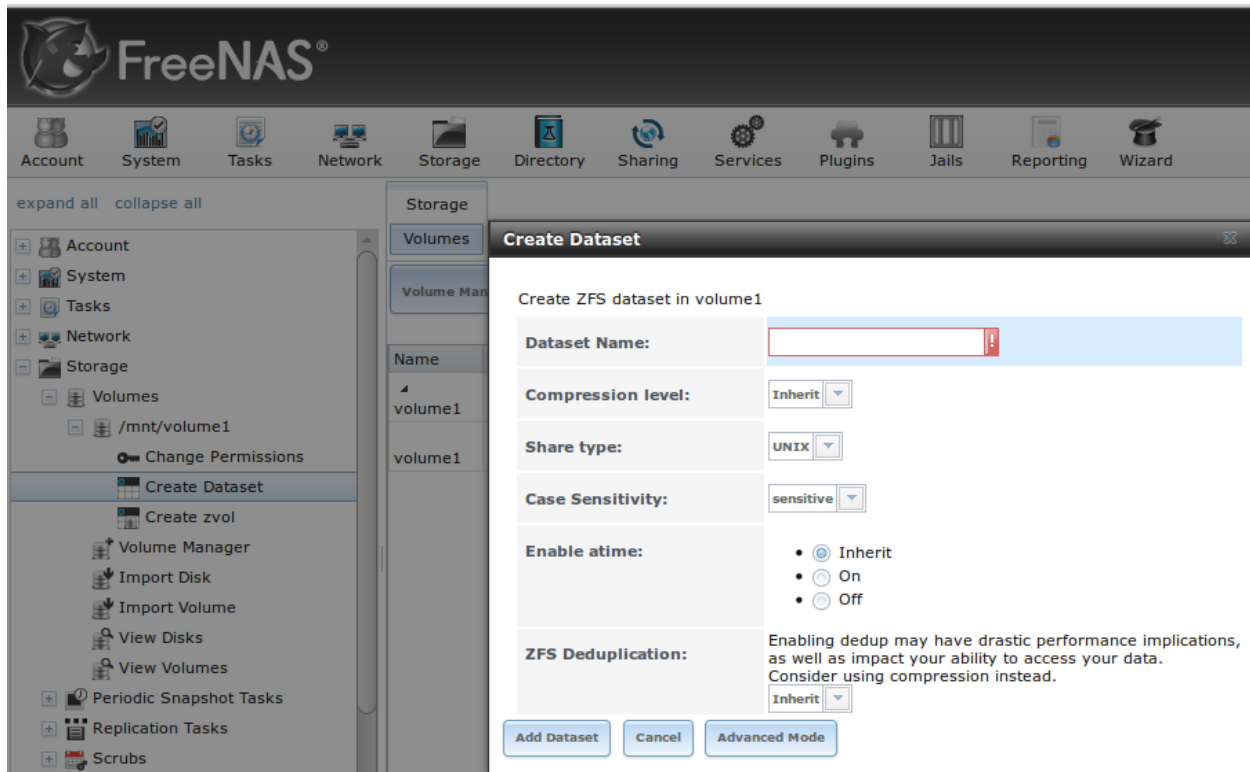 FreeNAS®
Account System Tasks Network Storage Directory Sharing Services Plugins Jails Reporting Wizard
expand all collapse all
Account
System
Tasks
Network
Storage
Volumes
/mnt/volume1
Change Permissions
Create Dataset
Create zvol
Volume Manager
Import Disk
Import Volume
View Disks
View Volumes
Periodic Snapshot Tasks
Replication Tasks
Scrubs
Storage
Volumes
Volume Man
Name
volume1
volume1
Create Dataset
Create ZFS dataset in volume1
Dataset Name: !
Compression level: Inherit
Share type: UNIX
Case Sensitivity: sensitive
Enable atime: • Inherit
• On
• Off
ZFS Deduplication:
Enabling dedup may have drastic performance implications,
as well as impact your ability to access your data.
Consider using compression instead.
Inherit
Add Dataset Cancel Advanced Mode